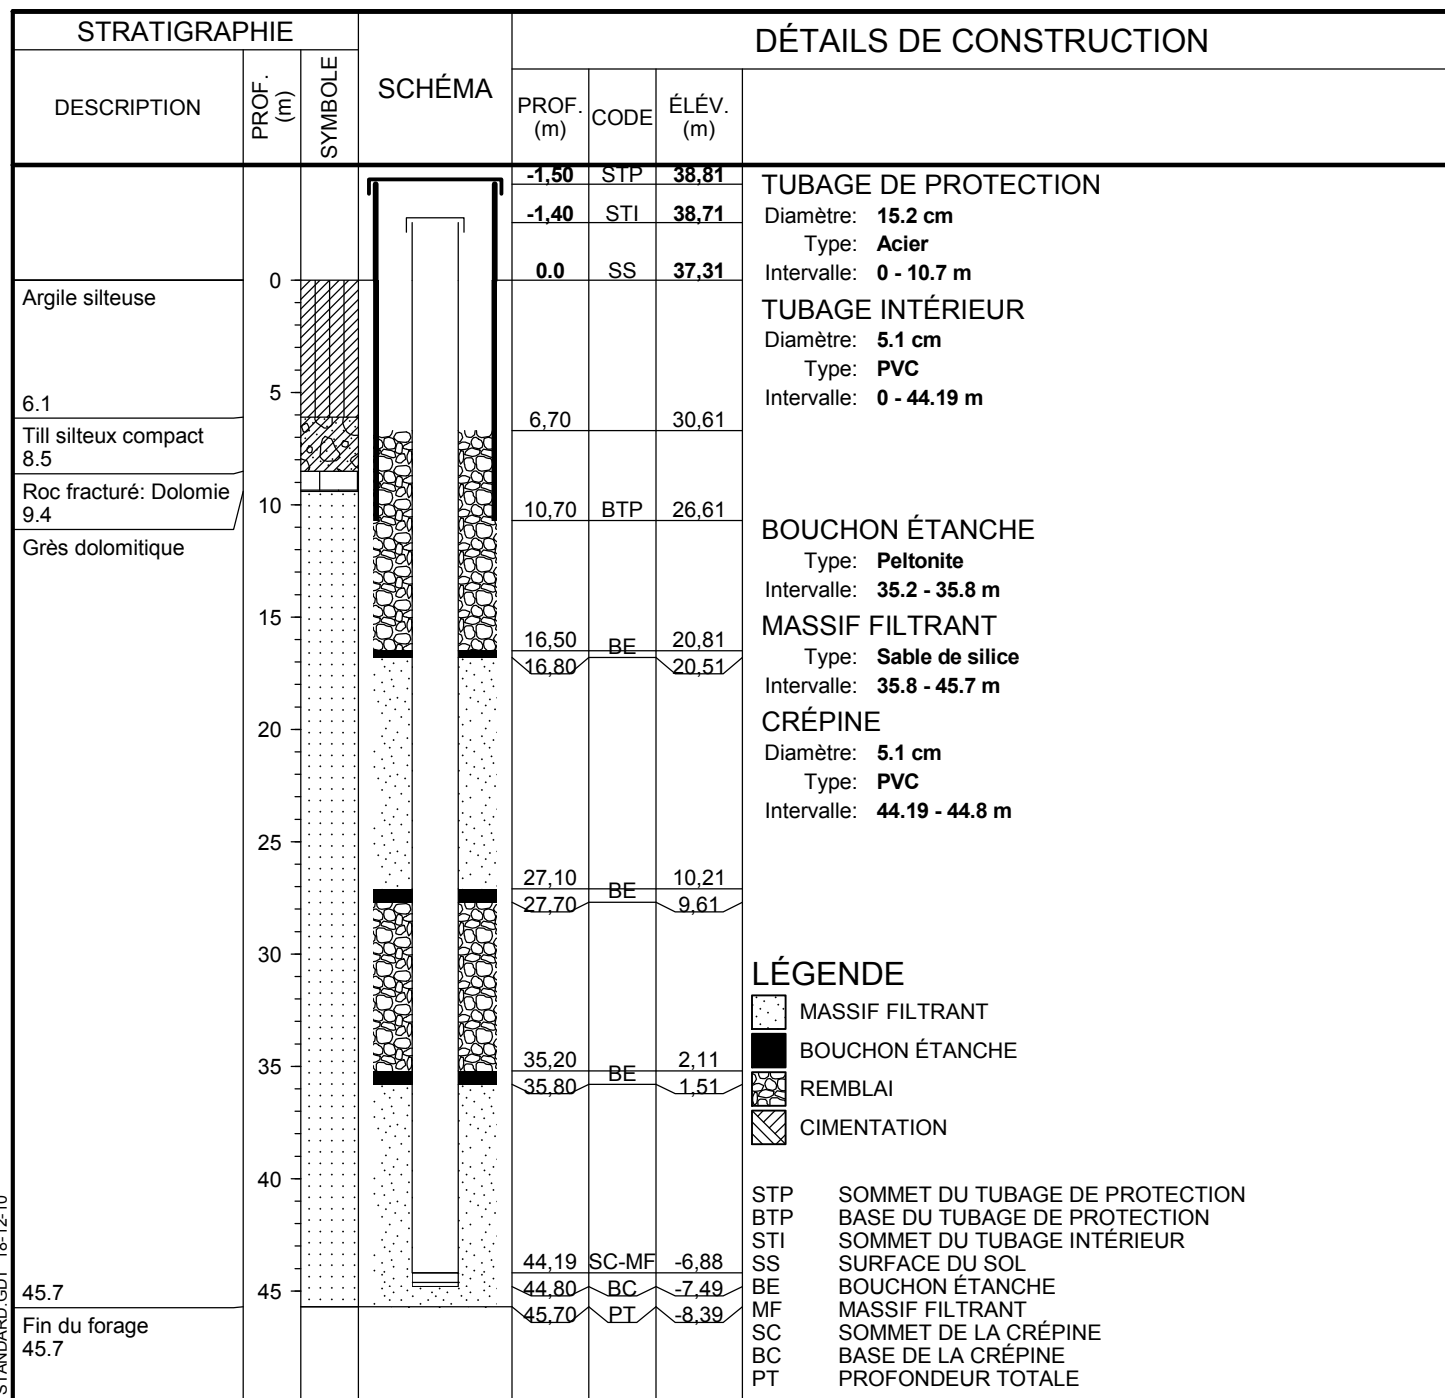 STRATIGRAPHIE
DESCRIPTION
PROF. (m)
SYMBOLE
SCHÉMA
DÉTAILS DE CONSTRUCTION
PROF. (m)
CODE
ÉLÉV. (m)
-1,50 STP 38,81
-1,40 STI 38,71
0.0 SS 37,31
6,70 30,61
10,70 BTP 26,61
16,50 BE 20,81
16,80 20,51
27,10 BE 10,21
27,70 9,61
35,20 BE 2,11
35,80 1,51
44,19 SC-MF -6,88
44,80 BC -7,49
45,70 PT -8,39
Argile silteuse
6.1
Till silteux compact
8.5
Roc fracturé: Dolomie
9.4
Grès dolomitique
45.7
Fin du forage
45.7
0
5
10
15
20
25
30
35
40
45
TUBAGE DE PROTECTION
Diamètre: 15.2 cm
Type: Acier
Intervalle: 0 - 10.7 m
TUBAGE INTÉRIEUR
Diamètre: 5.1 cm
Type: PVC
Intervalle: 0 - 44.19 m
BOUCHON ÉTANCHE
Type: Peltonite
Intervalle: 35.2 - 35.8 m
MASSIF FILTRANT
Type: Sable de silice
Intervalle: 35.8 - 45.7 m
CRÉPINE
Diamètre: 5.1 cm
Type: PVC
Intervalle: 44.19 - 44.8 m
LÉGENDE
MASSIF FILTRANT
BOUCHON ÉTANCHE
REMBLAI
CIMENTATION
STP SOMMET DU TUBAGE DE PROTECTION
BTP BASE DU TUBAGE DE PROTECTION
STI SOMMET DU TUBAGE INTÉRIEUR
SS SURFACE DU SOL
BE BOUCHON ÉTANCHE
MF MASSIF FILTRANT
SC SOMMET DE LA CRÉPINE
BC BASE DE LA CRÉPINE
PT PROFONDEUR TOTALE
STANDARD.GDT 18-12-10